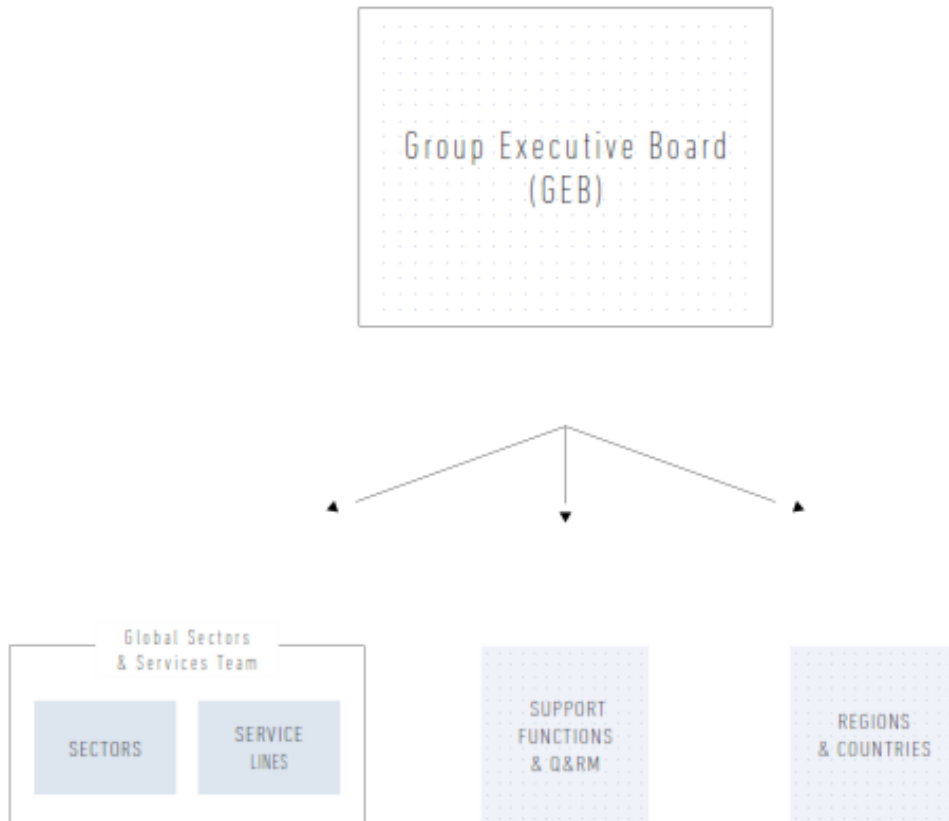 Group Executive Board
(GEB)
Global Sectors
& Services Team
SECTORS
SERVICE
LINES
SUPPORT
FUNCTIONS
& Q&RM
REGIONS
& COUNTRIES